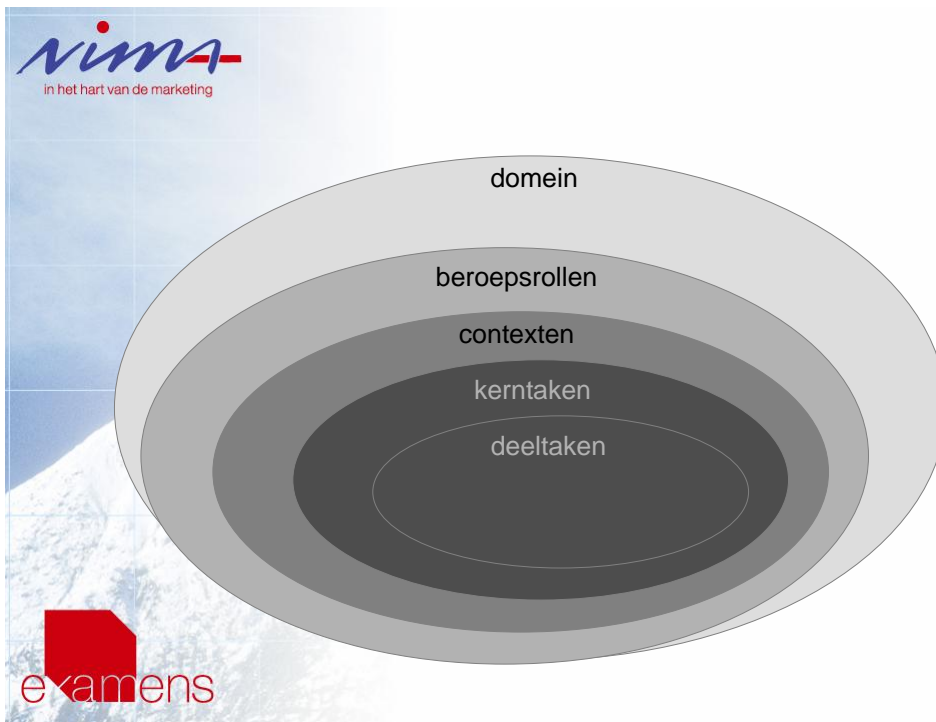 NIMA
in het hart van de marketing
domein
beroepsrollen
contexten
kerntaken
deeltaken
examens